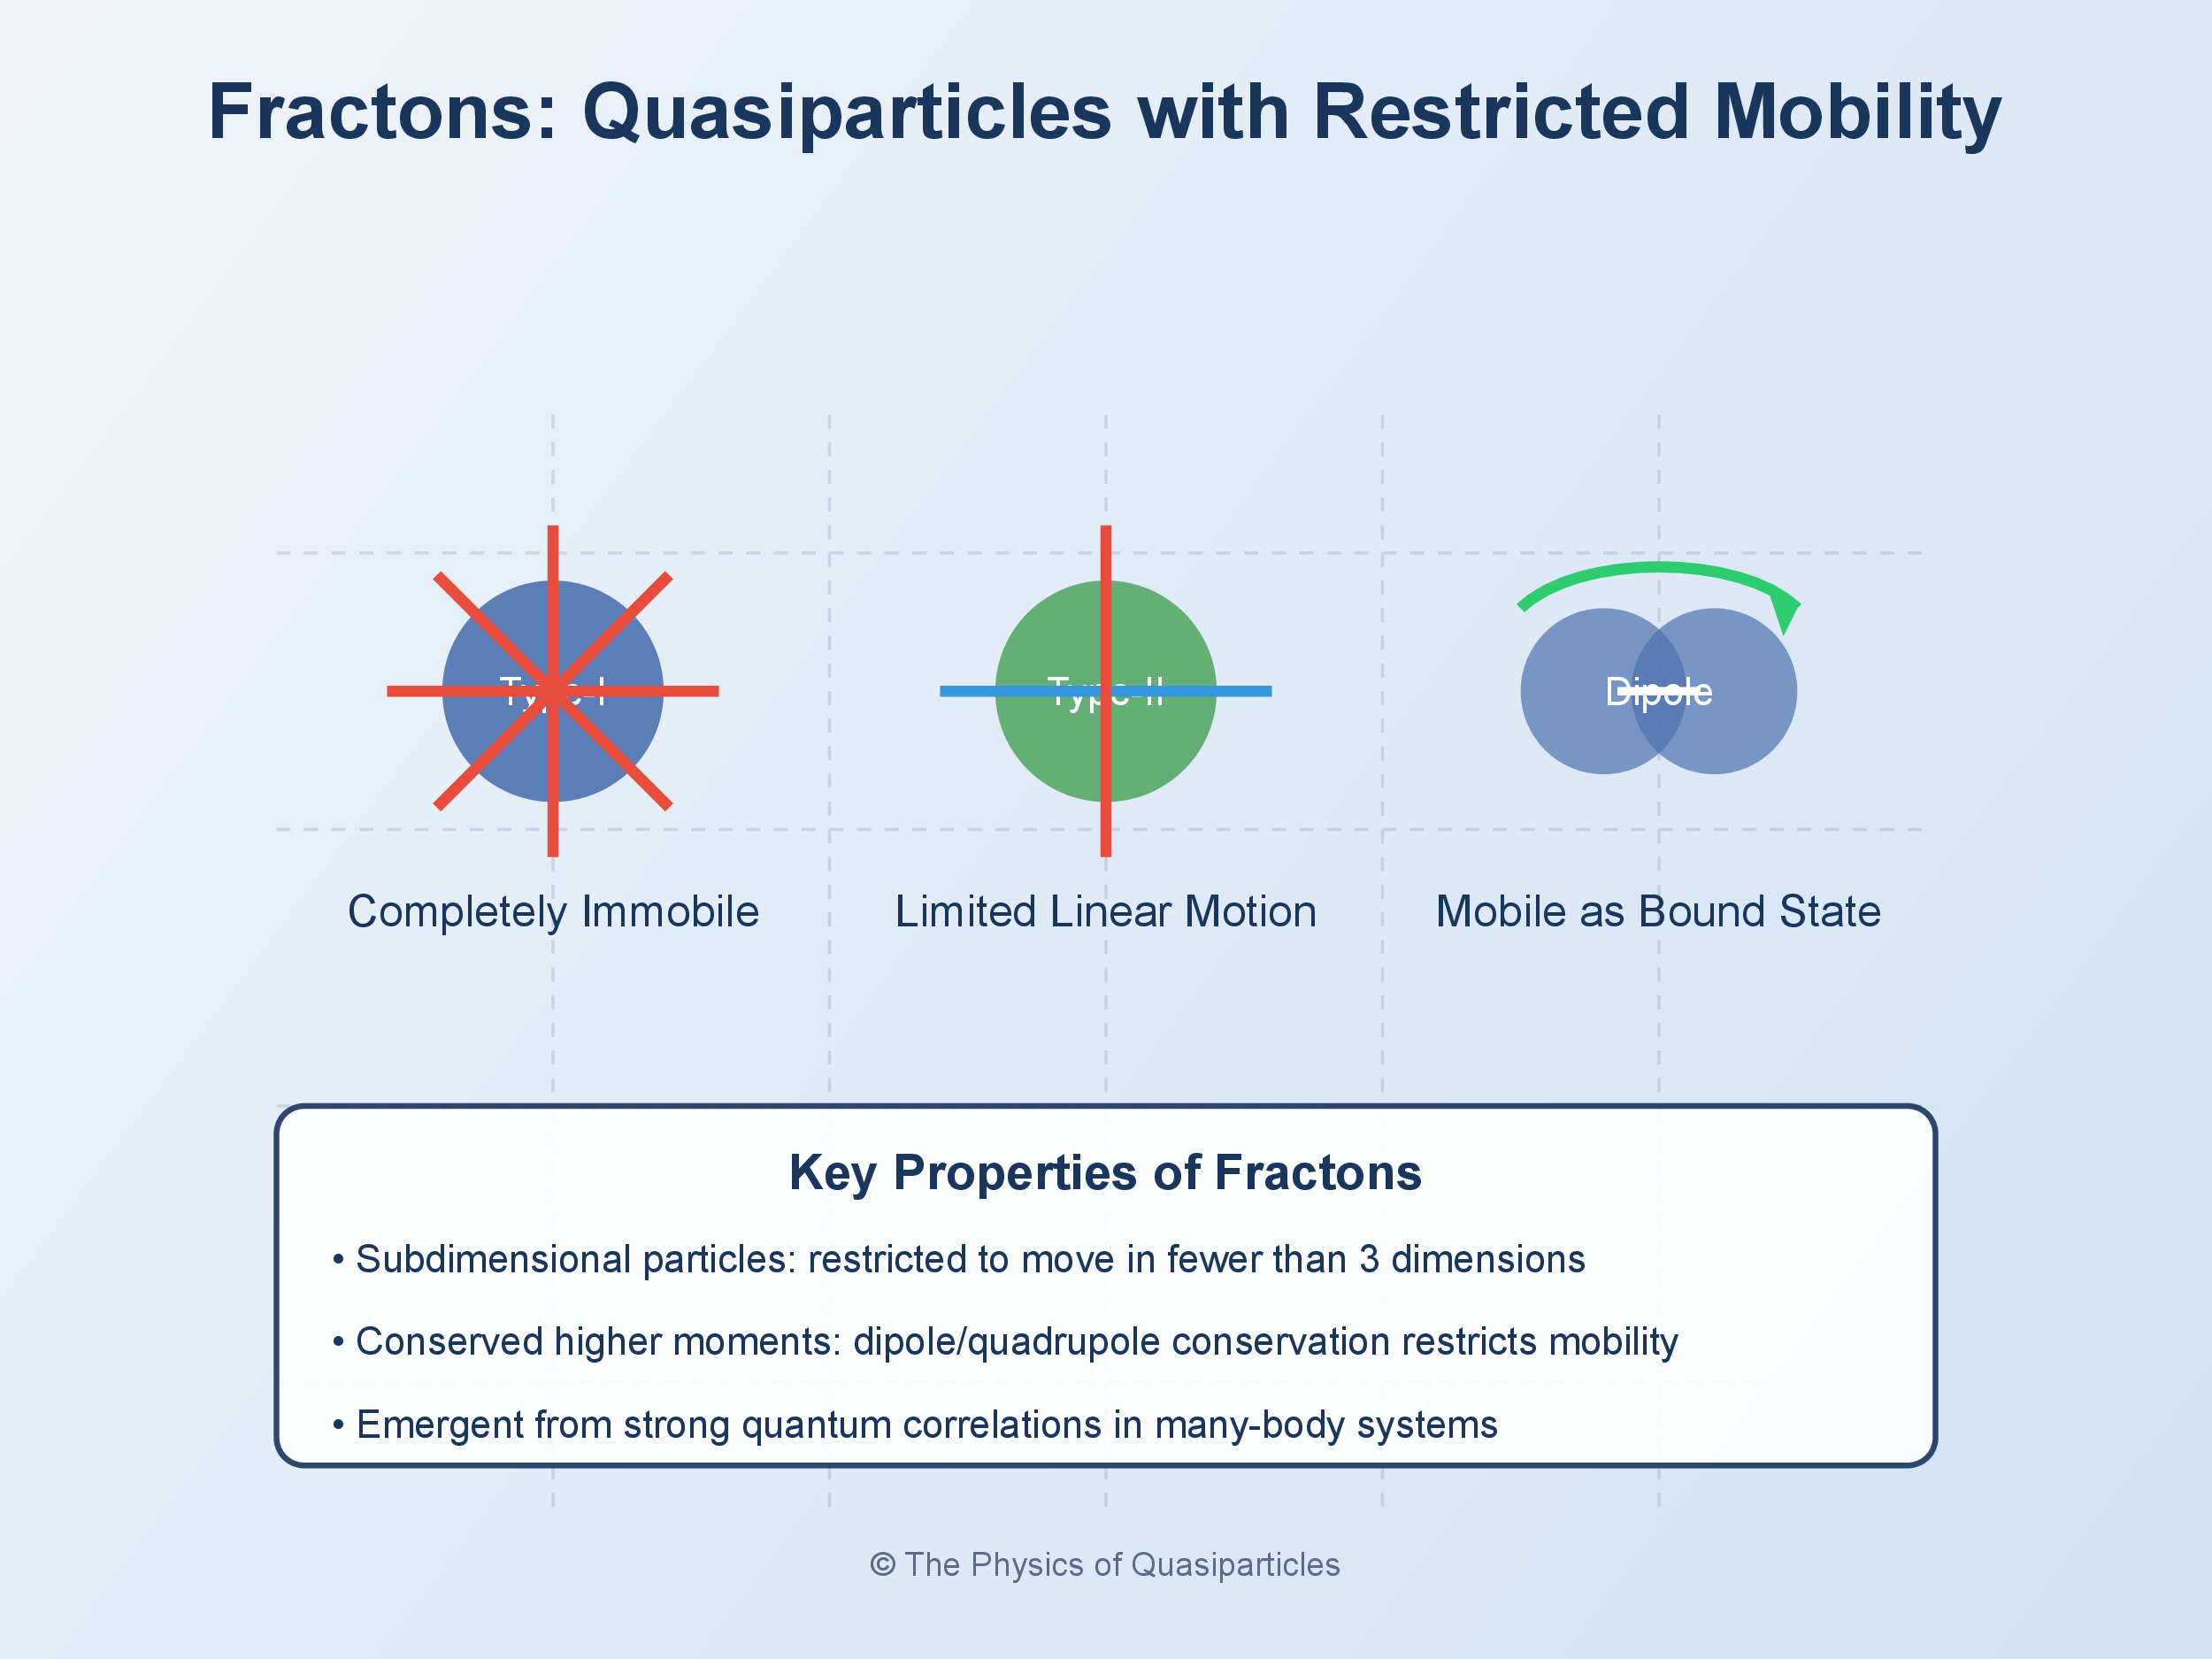 Fractons: Quasiparticles with Restricted Mobility
Type-I
Type-II
Dipole
Completely Immobile
Limited Linear Motion
Mobile as Bound State
Key Properties of Fractons
• Subdimensional particles: restricted to move in fewer than 3 dimensions
• Conserved higher moments: dipole/quadrupole conservation restricts mobility
• Emergent from strong quantum correlations in many-body systems
© The Physics of Quasiparticles